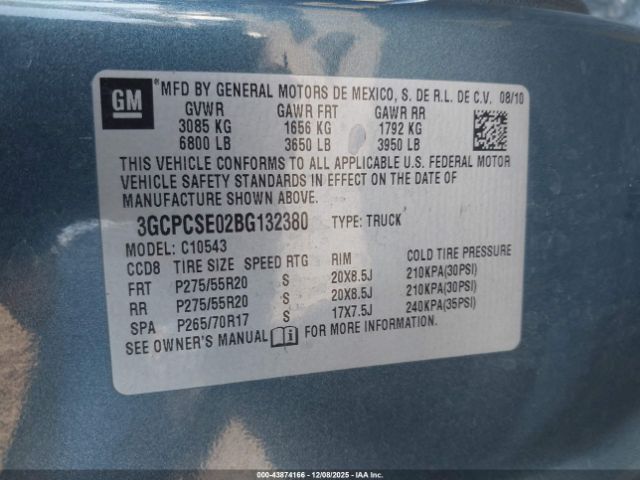 GM
*MFD BY GENERAL MOTORS DE MEXICO, S. DE R.L. DE C.V. 08/10
GVWR GAWR FRT GAWR RR
3085 KG 1656 KG 1792 KG
6800 LB 3650 LB 3950 LB
THIS VEHICLE CONFORMS TO ALL APPLICABLE U.S. FEDERAL MOTOR
VEHICLE SAFETY STANDARDS IN EFFECT ON THE DATE OF
MANUFACTURE SHOWN ABOVE.
3GCPCSE02BG132380 TYPE: TRUCK
MODEL: C10543
CCD8 TIRE SIZE SPEED RTG RIM COLD TIRE PRESSURE
FRT P275/55R20 S 20X8.5J 210KPA(30PSI)
RR P275/55R20 S 20X8.5J 210KPA(30PSI)
SPA P265/70R17 S 17X7.5J 240KPA(35PSI)
SEE OWNER'S MANUAL i FOR MORE INFORMATION.
000-43874166 - 12/08/2025 - IAAI.COM